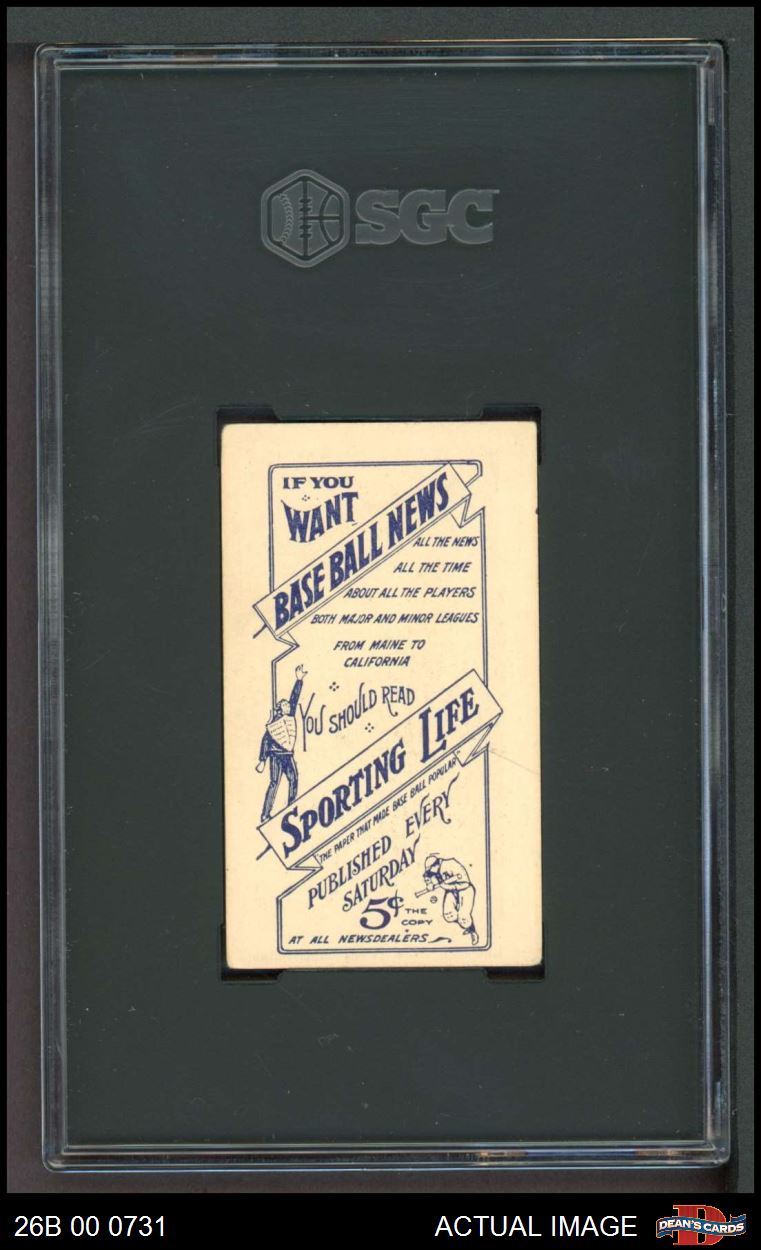 SGC
IF YOU
WANT
BASE BALL NEWS
ALL THE NEWS
ALL THE TIME
ABOUT ALL THE PLAYERS
BOTH MAJOR AND MINOR LEAGUES
FROM MAINE TO
CALIFORNIA
YOU SHOULD READ
SPORTING LIFE
"THE PAPER THAT MADE BASE BALL POPULAR"
PUBLISHED EVERY
SATURDAY
5¢ THE
COPY
AT ALL NEWSDEALERS
26B 00 0731
ACTUAL IMAGE
DEAN'S CARDS